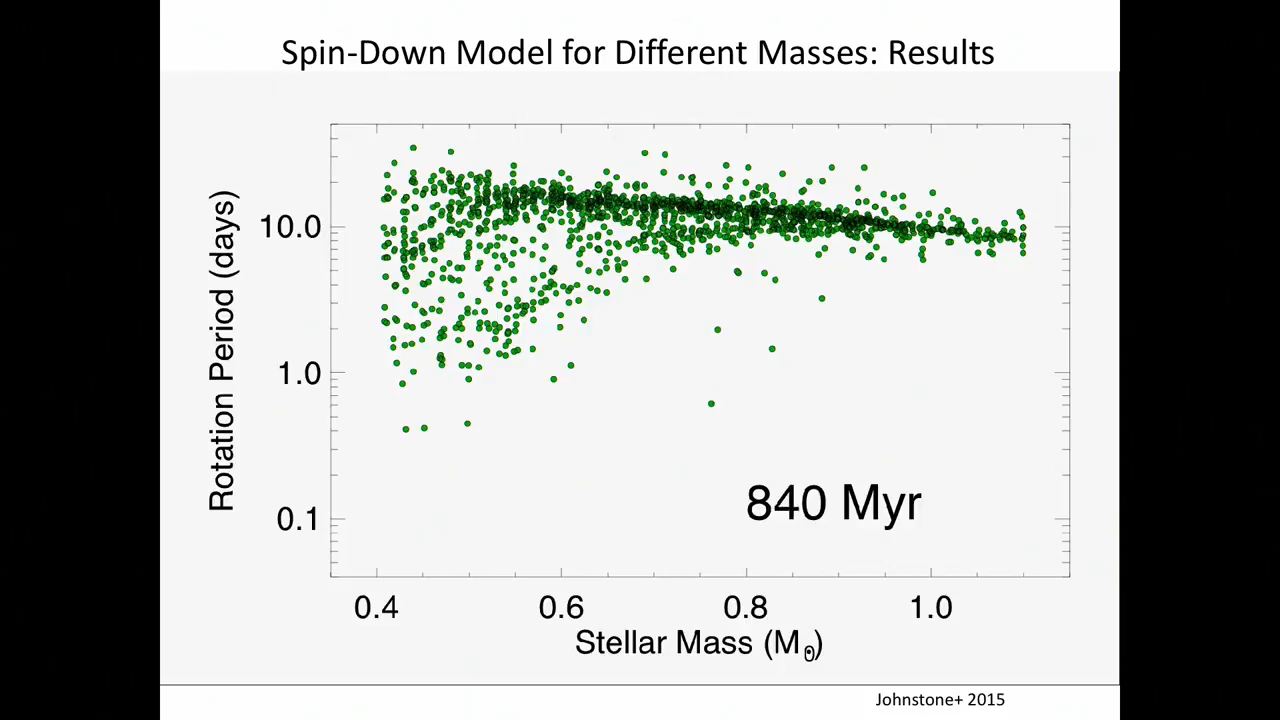 Spin-Down Model for Different Masses: Results
Rotation Period (days)
10.0
1.0
0.1
840 Myr
0.4 0.6 0.8 1.0
Stellar Mass (M⊙)
Johnstone+ 2015